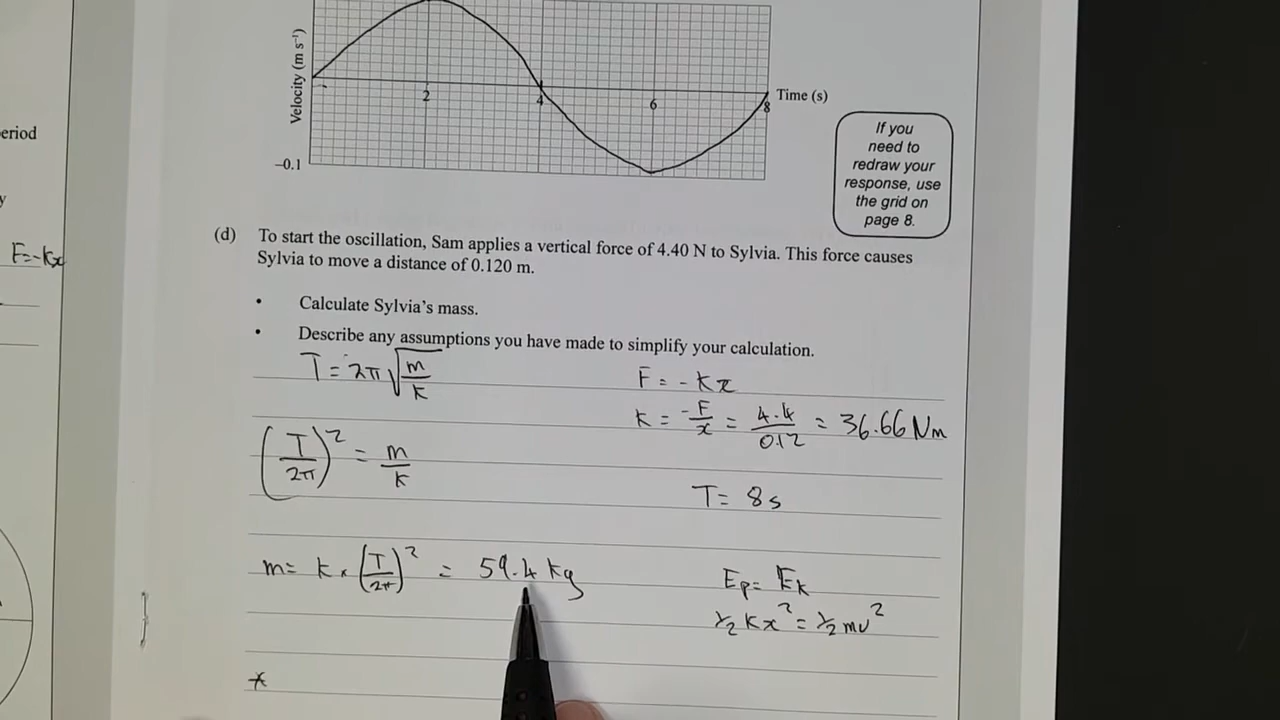 Velocity (m s⁻¹)
2
4
6
8
Time (s)
–0.1
eriod
y
F=-Kx
If you
need to
redraw your
response, use
the grid on
page 8.
(d) To start the oscillation, Sam applies a vertical force of 4.40 N to Sylvia. This force causes
Sylvia to move a distance of 0.120 m.
• Calculate Sylvia's mass.
• Describe any assumptions you have made to simplify your calculation.
T = 2π√(m/k)
F = -Kx
K = -F/x = 4.4/0.12 = 36.66 Nm
(T/2π)² = m/k
T = 8s
m = k × (T/2π)² = 59.4 kg
Ep = Ek
½ Kx² = ½ mv²
*